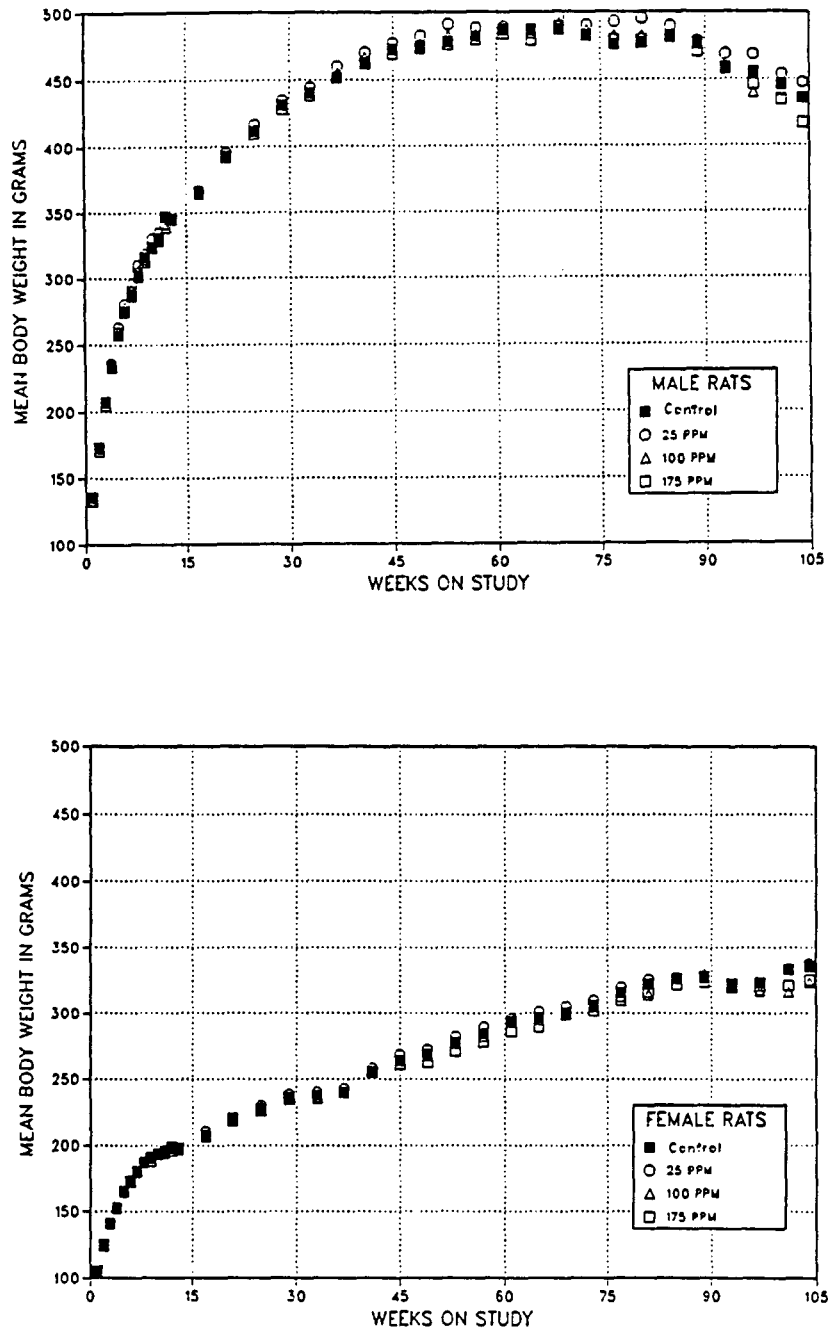 500
450
400
350
300
250
200
150
100
MEAN BODY WEIGHT IN GRAMS
MALE RATS
Control
25 PPM
100 PPM
175 PPM
0 15 30 45 60 75 90 105
WEEKS ON STUDY
500
450
400
350
300
250
200
150
100
MEAN BODY WEIGHT IN GRAMS
FEMALE RATS
Control
25 PPM
100 PPM
175 PPM
0 15 30 45 60 75 90 105
WEEKS ON STUDY